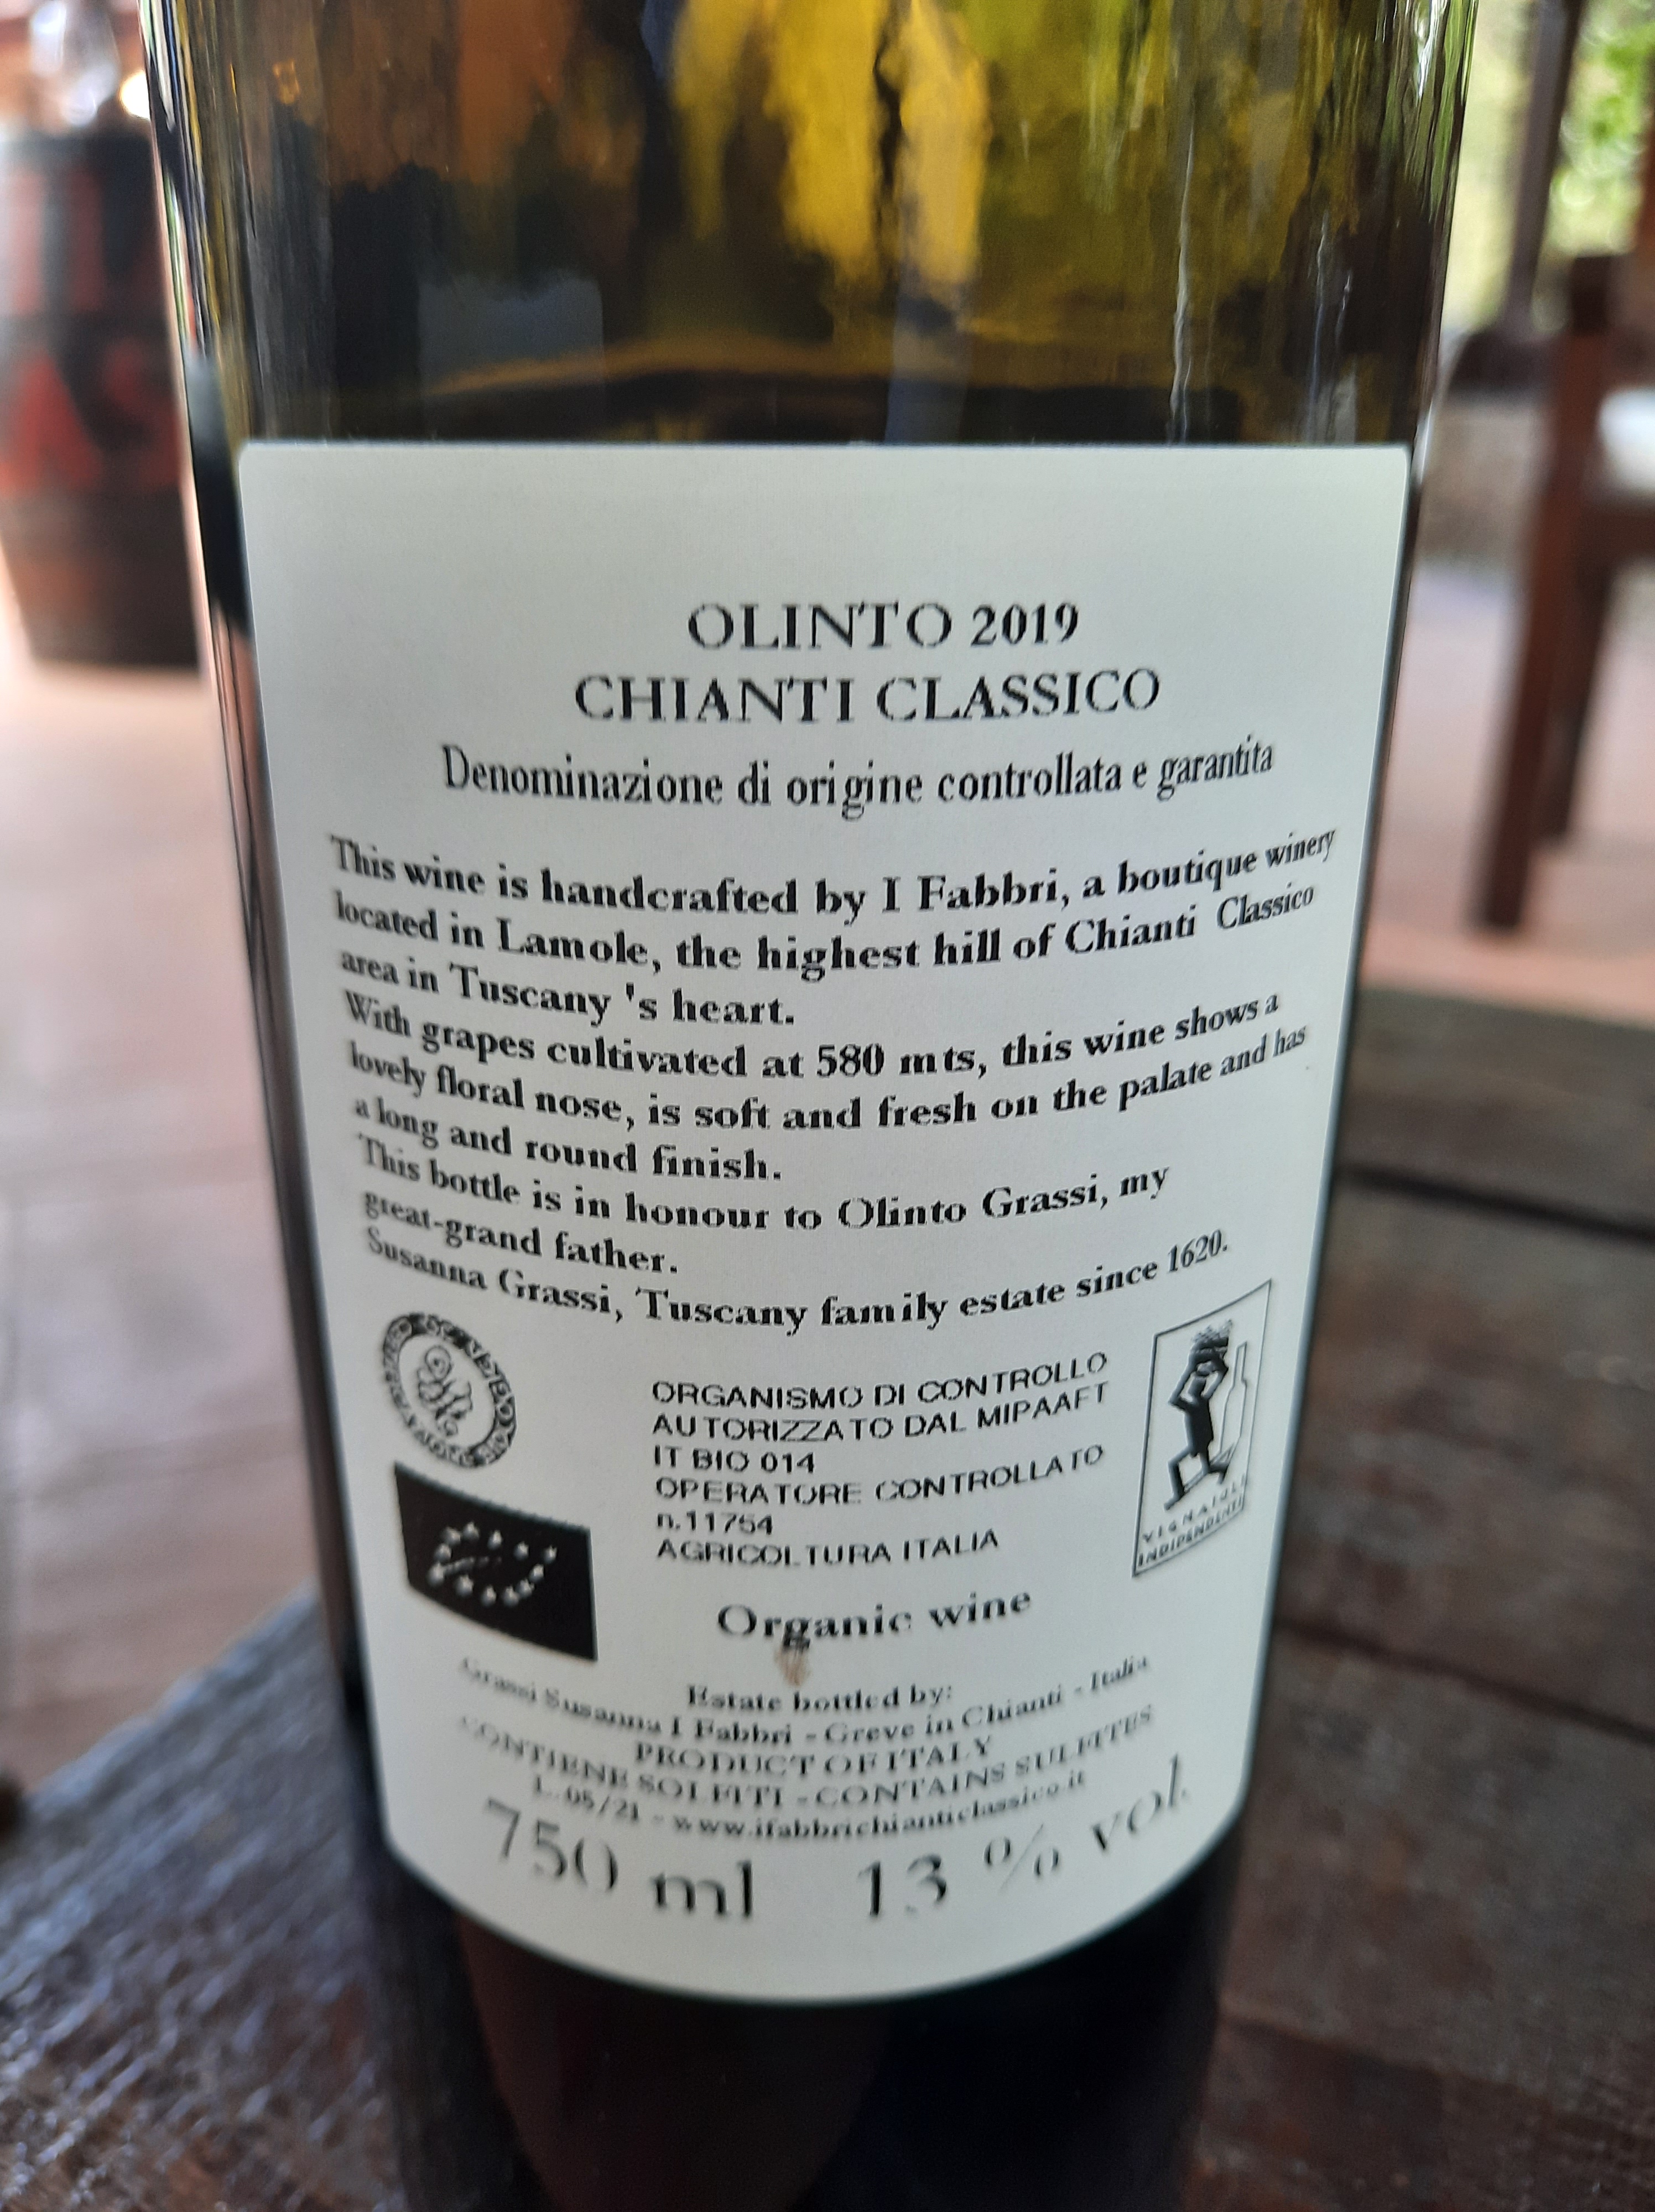 OLINTO 2019
CHIANTI CLASSICO
Denominazione di origine controllata e garantita
This wine is handcrafted by I Fabbri, a boutique winery
located in Lamole, the highest hill of Chianti Classico
area in Tuscany 's heart.
With grapes cultivated at 580 mts, this wine shows a
lovely floral nose, is soft and fresh on the palate and has
a long and round finish.
This bottle is in honour to Olinto Grassi, my
great-grand father.
Susanna Grassi, Tuscany family estate since 1620.
ORGANISMO DI CONTROLLO
AUTORIZZATO DAL MIPAAFT
IT BIO 014
OPERATORE CONTROLLATO
n.11754
AGRICOLTURA ITALIA
VIGNAIOLI
INDIPENDENTI
Organic wine
Estate bottled by:
Grassi Susanna I Fabbri - Greve in Chianti - Italia
PRODUCT OF ITALY
CONTIENE SOLFITI - CONTAINS SULFITES
L. 05/21 - www.ifabbrichianticlassico.it
750 ml 13 % vol.